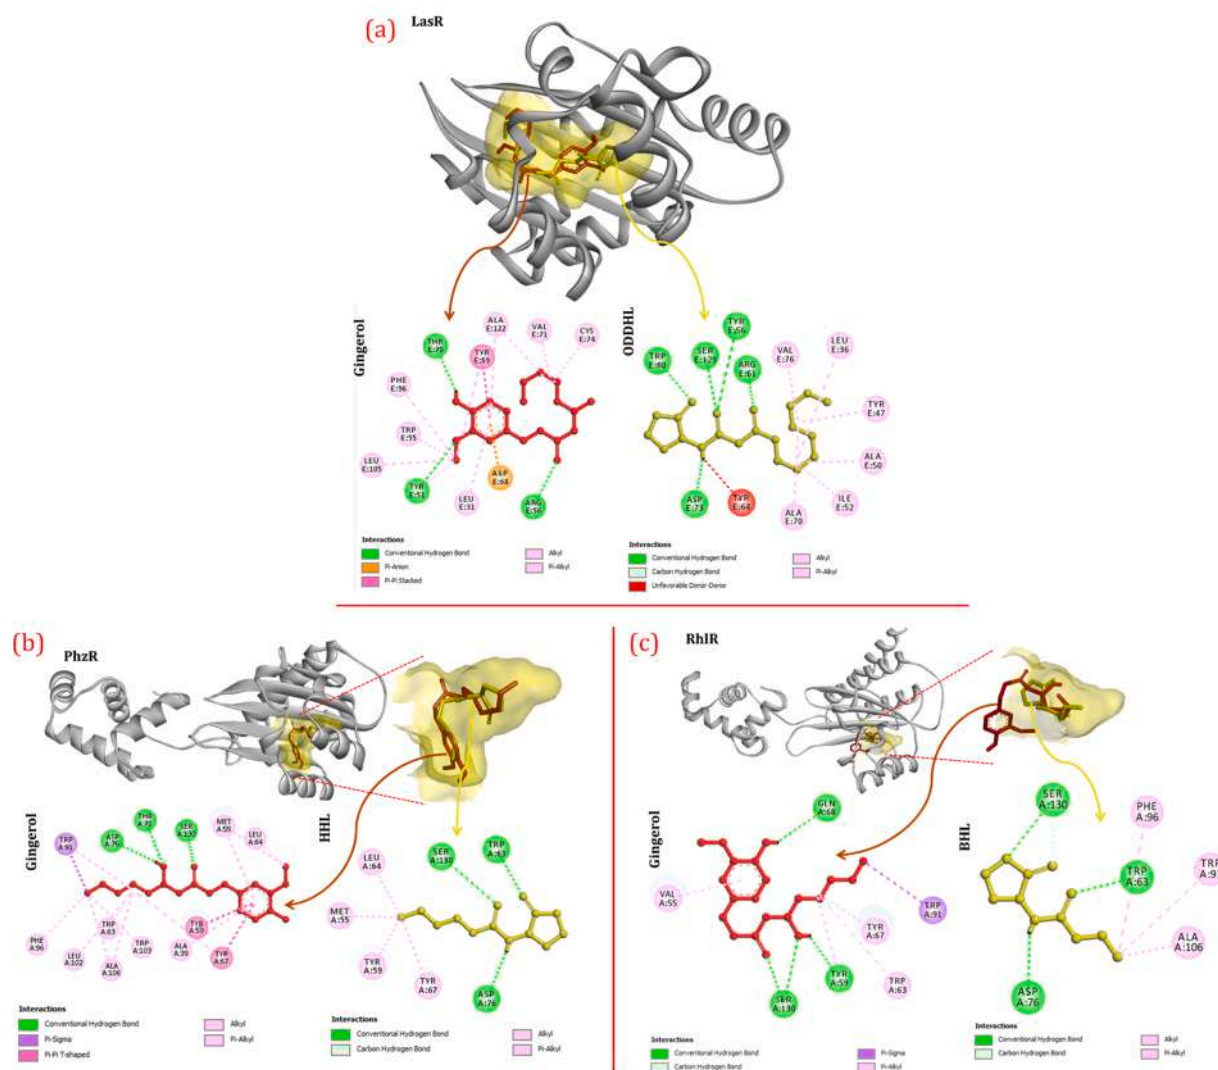 (a) LasR
Gingerol
THR
E:70
ALA
E:122
VAL
E:71
CYS
E:74
PHE
E:96
TRP
E:55
LEU
E:105
LEU
E:31
ARG
E:56
ODDHL
TRP
E:60
SER
E:129
TYR
E:56
ARG
E:61
VAL
E:76
LEU
E:36
TYR
E:47
ALA
E:50
ILE
E:52
ALA
E:70
ASP
E:73
TYR
E:64
Interactions
Conventional Hydrogen Bond
Pi-Anion
Pi-Pi Stacked
Alkyl
Pi-Alkyl
Interactions
Conventional Hydrogen Bond
Carbon Hydrogen Bond
Unfavorable Donor-Donor
Alkyl
Pi-Alkyl
(b)
PhzR
Gingerol
TRP
A:91
ASP
A:76
SER
A:130
LEU
A:64
PHE
A:96
LEU
A:102
TRP
A:63
ALA
A:106
TRP
A:103
ALA
A:39
TYR
A:59
TYR
A:67
HHL
LEU
A:64
MET
A:55
TYR
A:59
TYR
A:67
SER
A:130
TRP
A:63
ASP
A:76
Interactions
Conventional Hydrogen Bond
Pi-Sigma
Pi-Pi T-shaped
Alkyl
Pi-Alkyl
Interactions
Conventional Hydrogen Bond
Carbon Hydrogen Bond
Alkyl
Pi-Alkyl
(c) RhlR
Gingerol
GLN
A:68
VAL
A:55
TRP
A:91
TYR
A:67
TYR
A:59
TRP
A:63
SER
A:130
BHL
SER
A:130
PHE
A:96
TRP
A:63
ALA
A:106
ASP
A:76
Interactions
Conventional Hydrogen Bond
Carbon Hydrogen Bond
Pi-Sigma
Pi-Alkyl
Interactions
Conventional Hydrogen Bond
Carbon Hydrogen Bond
Alkyl
Pi-Alkyl